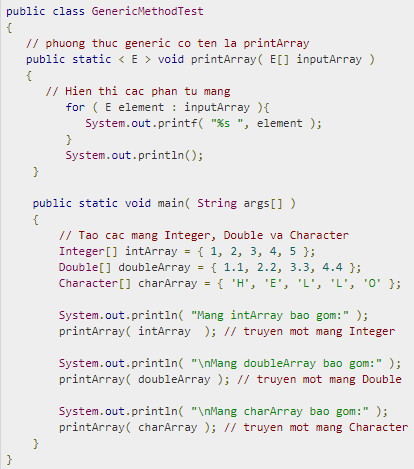 public class GenericMethodTest
{
// phuong thuc generic co ten la printArray
public static < E > void printArray( E[] inputArray )
{
// Hien thi cac phan tu mang
for ( E element : inputArray ){
System.out.printf( "%s ", element );
}
System.out.println();
}
public static void main( String args[] )
{
// Tao cac mang Integer, Double va Character
Integer[] intArray = { 1, 2, 3, 4, 5 };
Double[] doubleArray = { 1.1, 2.2, 3.3, 4.4 };
Character[] charArray = { 'H', 'E', 'L', 'L', 'O' };
System.out.println( "Mang intArray bao gom:" );
printArray( intArray  ); // truyen mot mang Integer
System.out.println( "\nMang doubleArray bao gom:" );
printArray( doubleArray ); // truyen mot mang Double
System.out.println( "\nMang charArray bao gom:" );
printArray( charArray ); // truyen mot mang Character
}
}